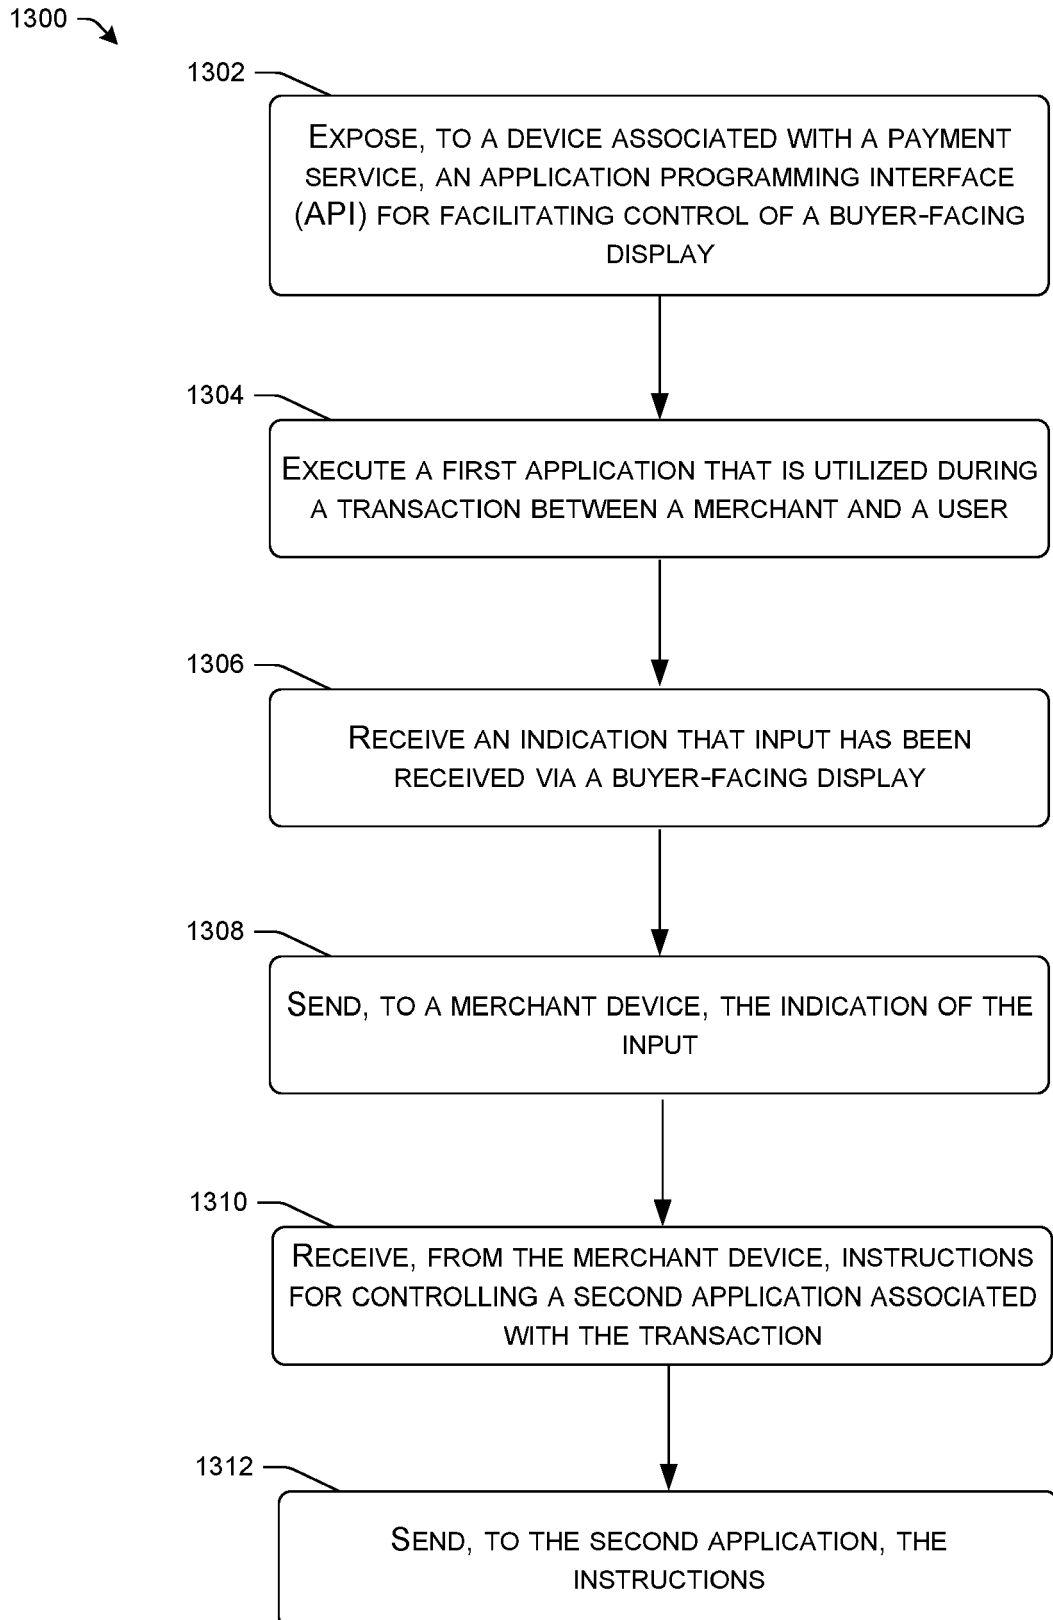 1300
1302
EXPOSE, TO A DEVICE ASSOCIATED WITH A PAYMENT
SERVICE, AN APPLICATION PROGRAMMING INTERFACE
(API) FOR FACILITATING CONTROL OF A BUYER-FACING
DISPLAY
1304
EXECUTE A FIRST APPLICATION THAT IS UTILIZED DURING
A TRANSACTION BETWEEN A MERCHANT AND A USER
1306
RECEIVE AN INDICATION THAT INPUT HAS BEEN
RECEIVED VIA A BUYER-FACING DISPLAY
1308
SEND, TO A MERCHANT DEVICE, THE INDICATION OF THE
INPUT
1310
RECEIVE, FROM THE MERCHANT DEVICE, INSTRUCTIONS
FOR CONTROLLING A SECOND APPLICATION ASSOCIATED
WITH THE TRANSACTION
1312
SEND, TO THE SECOND APPLICATION, THE
INSTRUCTIONS